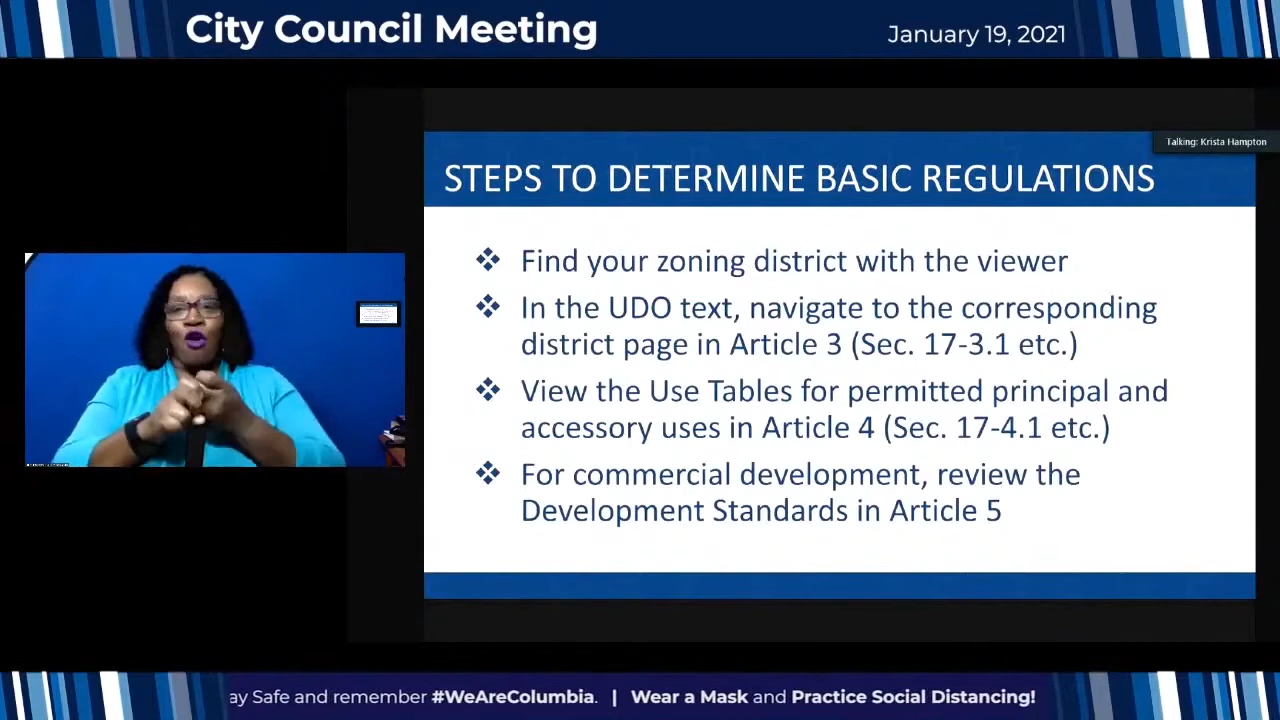 City Council Meeting
January 19, 2021
Talking: Krista Hampton
STEPS TO DETERMINE BASIC REGULATIONS
❖ Find your zoning district with the viewer
❖ In the UDO text, navigate to the corresponding
district page in Article 3 (Sec. 17-3.1 etc.)
❖ View the Use Tables for permitted principal and
accessory uses in Article 4 (Sec. 17-4.1 etc.)
❖ For commercial development, review the
Development Standards in Article 5
ay Safe and remember #WeAreColumbia. | Wear a Mask and Practice Social Distancing!